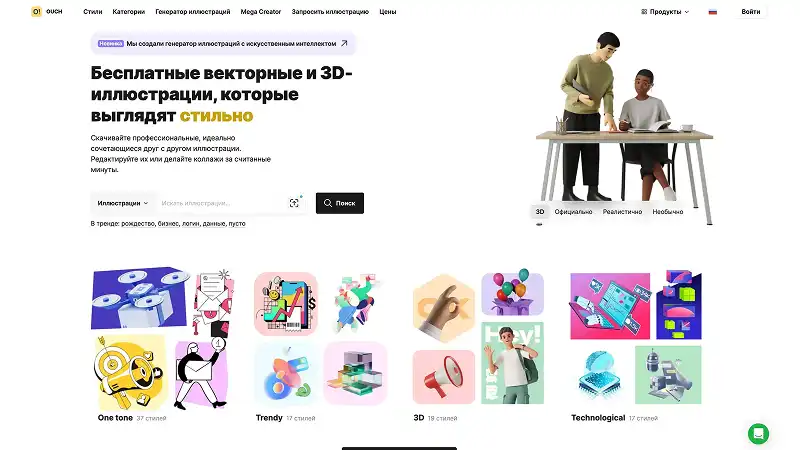 O! OUCH Стили Категории Генератор иллюстраций Mega Creator Запросить иллюстрацию Цены Продукты Войти
Новинка Мы создали генератор иллюстраций с искусственным интеллектом
Бесплатные векторные и 3D-
иллюстрации, которые
выглядят стильно
Скачивайте профессиональные, идеально
сочетающиеся друг с другом иллюстрации.
Редактируйте их или делайте коллажи за считанные
минуты.
Иллюстрации Искать иллюстрации... Поиск
В тренде: рождество, бизнес, логин, данные, пусто
3D Официально Реалистично Необычно
Hey!
One tone 37 стилей
Trendy 17 стилей
3D 19 стилей
Technological 17 стилей